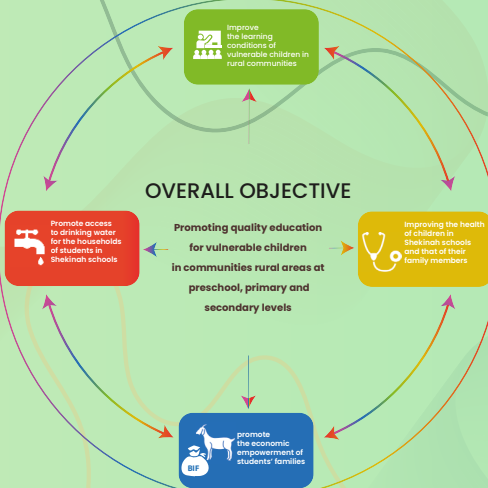 Improve
the learning
conditions of
vulnerable children in
rural communities
OVERALL OBJECTIVE
Promoting quality education
for vulnerable children
in communities rural areas at
preschool, primary and
secondary levels
Promote access
to drinking water
for the households
of students in
Shekinah schools
Improving the health
of children in
Shekinah schools
and that of their
family members
promote
the economic
empowerment of
students' families
BIF